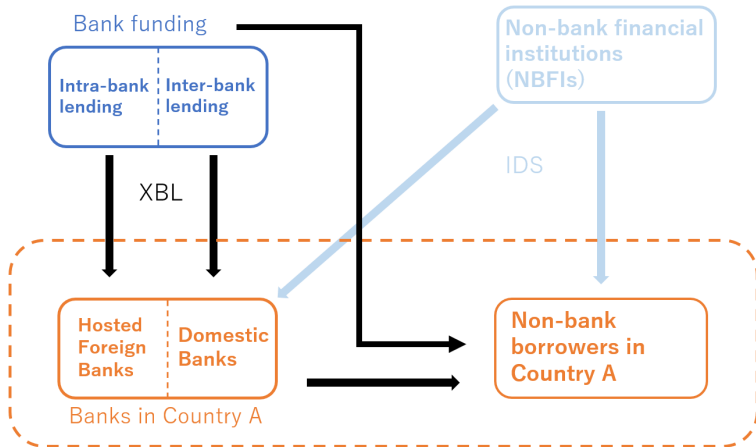 Bank funding
Intra-bank
lending
Inter-bank
lending
Non-bank financial
institutions
(NBFIs)
XBL
IDS
Hosted
Foreign
Banks
Domestic
Banks
Non-bank
borrowers in
Country A
Banks in Country A